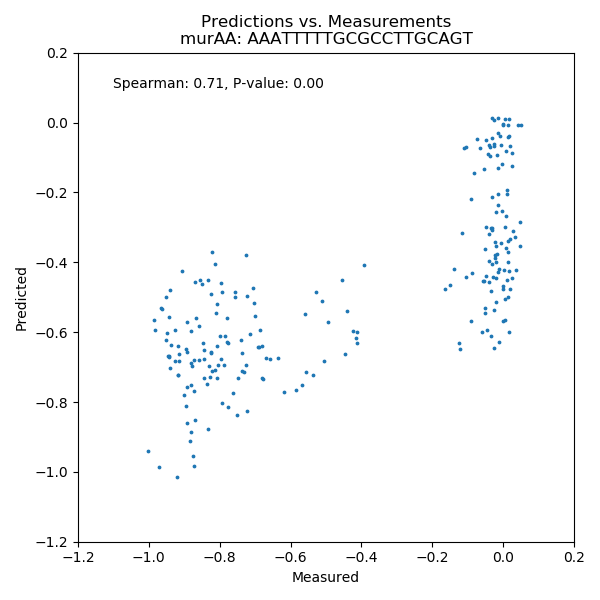 Predictions vs. Measurements
murAA: AAATTTTTGCGCCTTGCAGT
Spearman: 0.71, P-value: 0.00
0.2
0.0
−0.2
−0.4
−0.6
−0.8
−1.0
−1.2
Predicted
−1.2 −1.0 −0.8 −0.6 −0.4 −0.2 0.0 0.2
Measured